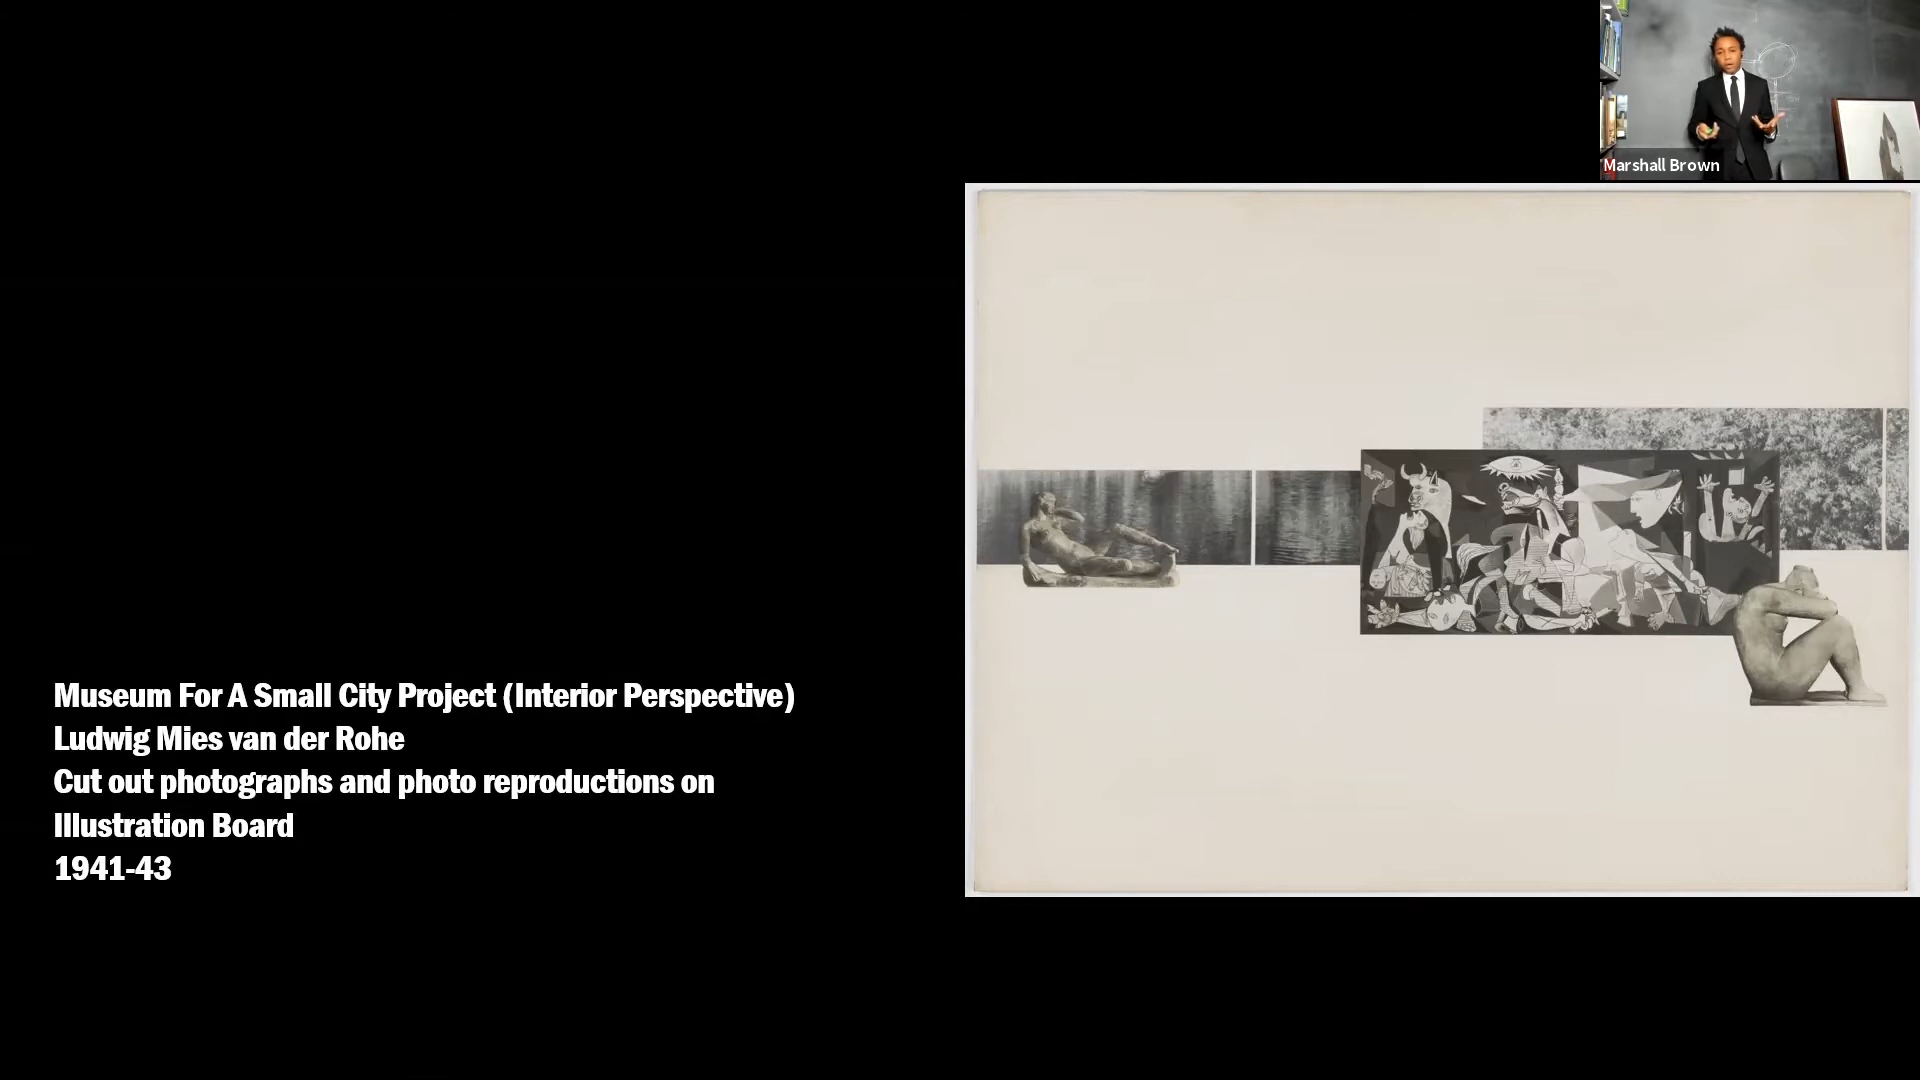 Marshall Brown
Museum For A Small City Project (Interior Perspective)
Ludwig Mies van der Rohe
Cut out photographs and photo reproductions on
Illustration Board
1941-43